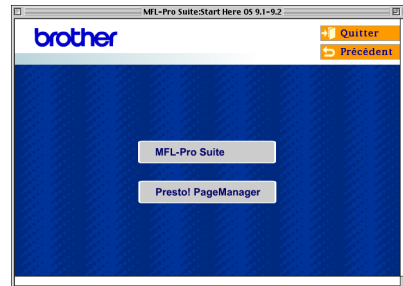 MFL-Pro Suite:Start Here OS 9.1-9.2
brother
Quitter
Précédent
MFL-Pro Suite
Presto! PageManager